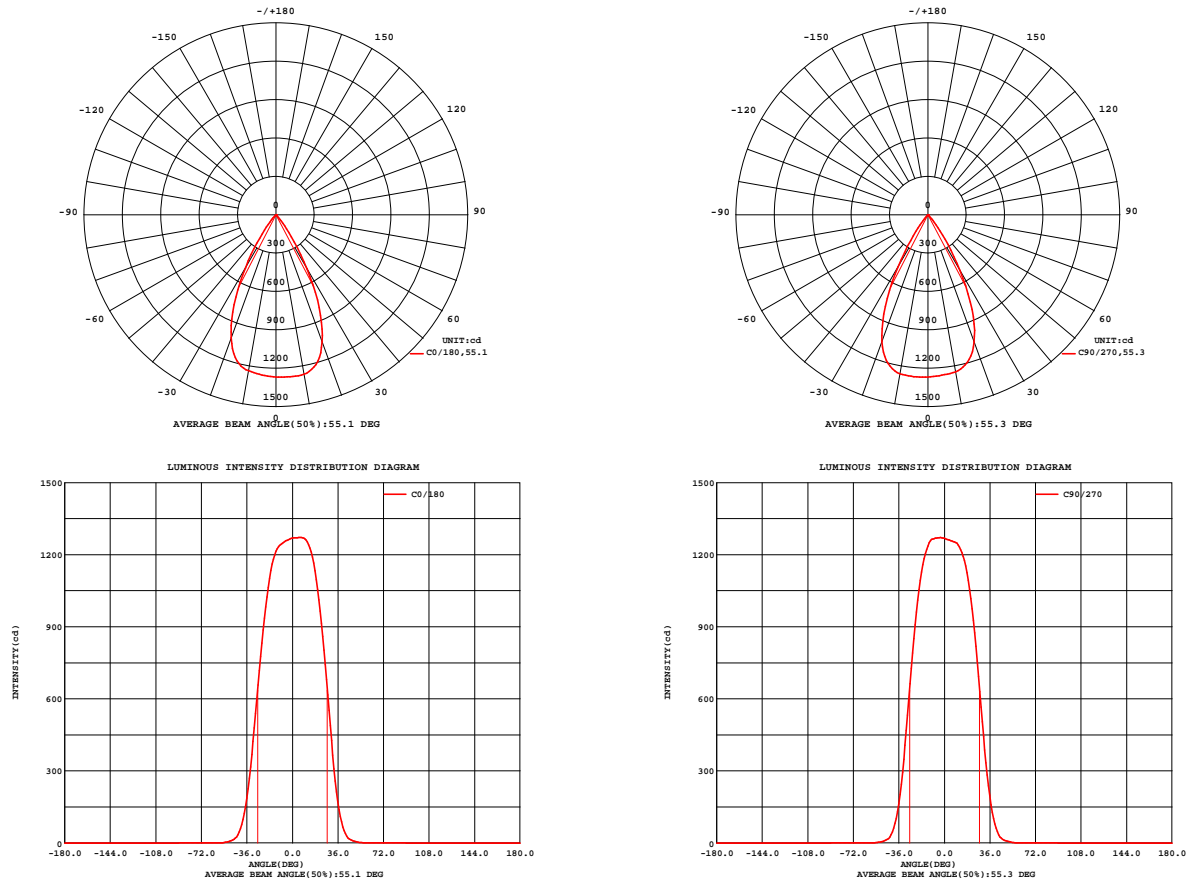 -/+180
-150 150
-120 120
-90 90
-60 60
-30 30
0
300
600
900
1200
1500
0
UNIT:cd
C0/180,55.1
AVERAGE BEAM ANGLE(50%):55.1 DEG
-/+180
-150 150
-120 120
-90 90
-60 60
-30 30
0
300
600
900
1200
1500
0
UNIT:cd
C90/270,55.3
AVERAGE BEAM ANGLE(50%):55.3 DEG
LUMINOUS INTENSITY DISTRIBUTION DIAGRAM
C0/180
INTENSITY(cd)
1500
1200
900
600
300
0
-180.0 -144.0 -108.0 -72.0 -36.0 0.0 36.0 72.0 108.0 144.0 180.0
ANGLE(DEG)
AVERAGE BEAM ANGLE(50%):55.1 DEG
LUMINOUS INTENSITY DISTRIBUTION DIAGRAM
C90/270
INTENSITY(cd)
1500
1200
900
600
300
0
-180.0 -144.0 -108.0 -72.0 -36.0 0.0 36.0 72.0 108.0 144.0 180.0
ANGLE(DEG)
AVERAGE BEAM ANGLE(50%):55.3 DEG